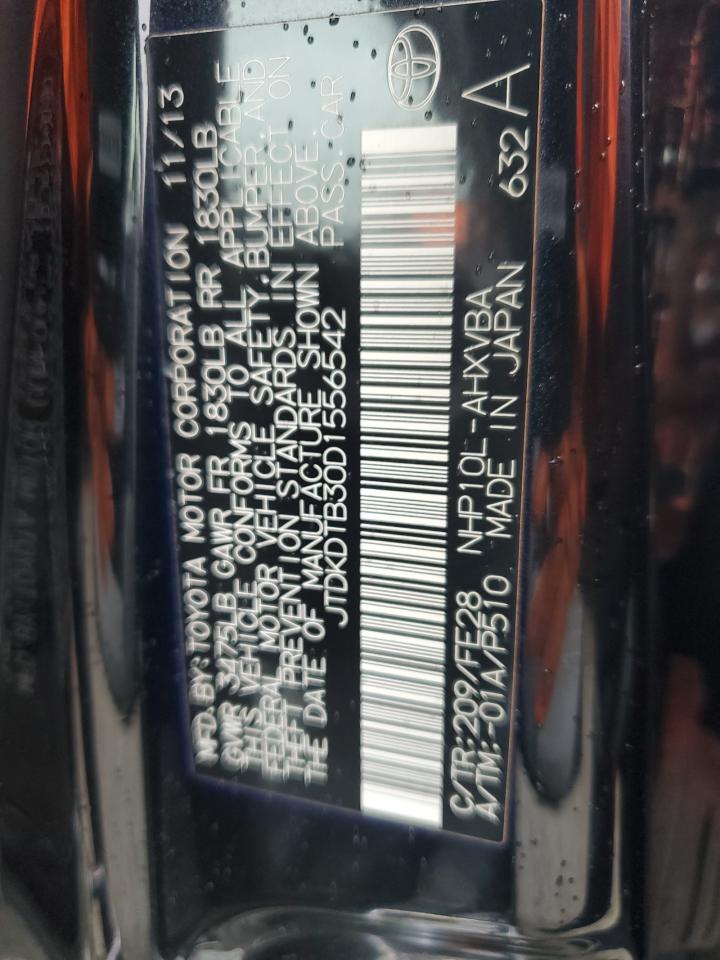 MFD. BY: TOYOTA MOTOR CORPORATION 11/13
GVWR 3475LB GAWR FR 1830LB RR 1830LB
THIS VEHICLE CONFORMS TO ALL APPLICABLE
FEDERAL MOTOR VEHICLE SAFETY, BUMPER, AND
THEFT PREVENTION STANDARDS IN EFFECT ON
THE DATE OF MANUFACTURE SHOWN ABOVE.
JTDKDTB30D1556542 PASS CAR
C/TR:209/FE28 NHP10L-AHXVBA 632 A
A/TM:-01A/P510 MADE IN JAPAN